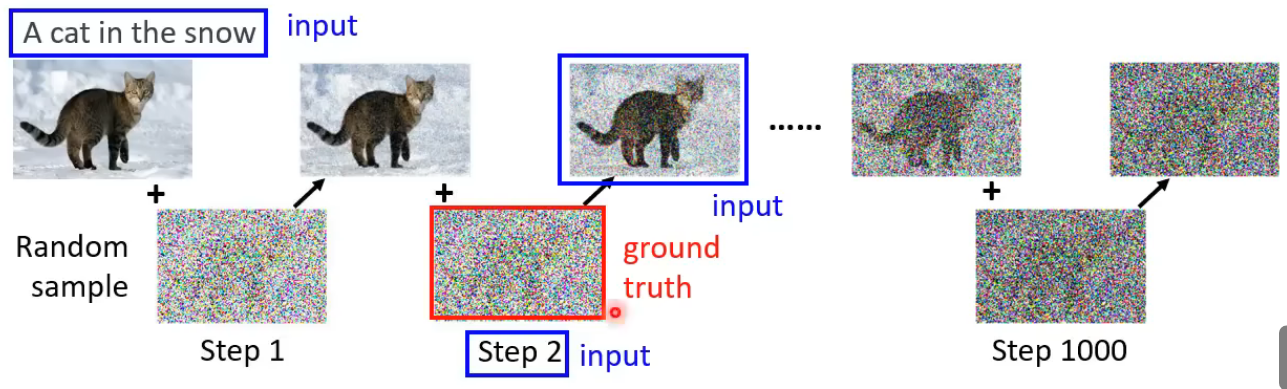 A cat in the snow
input
+
+
......
+
input
Random
sample
ground
truth
Step 1
Step 2
input
Step 1000